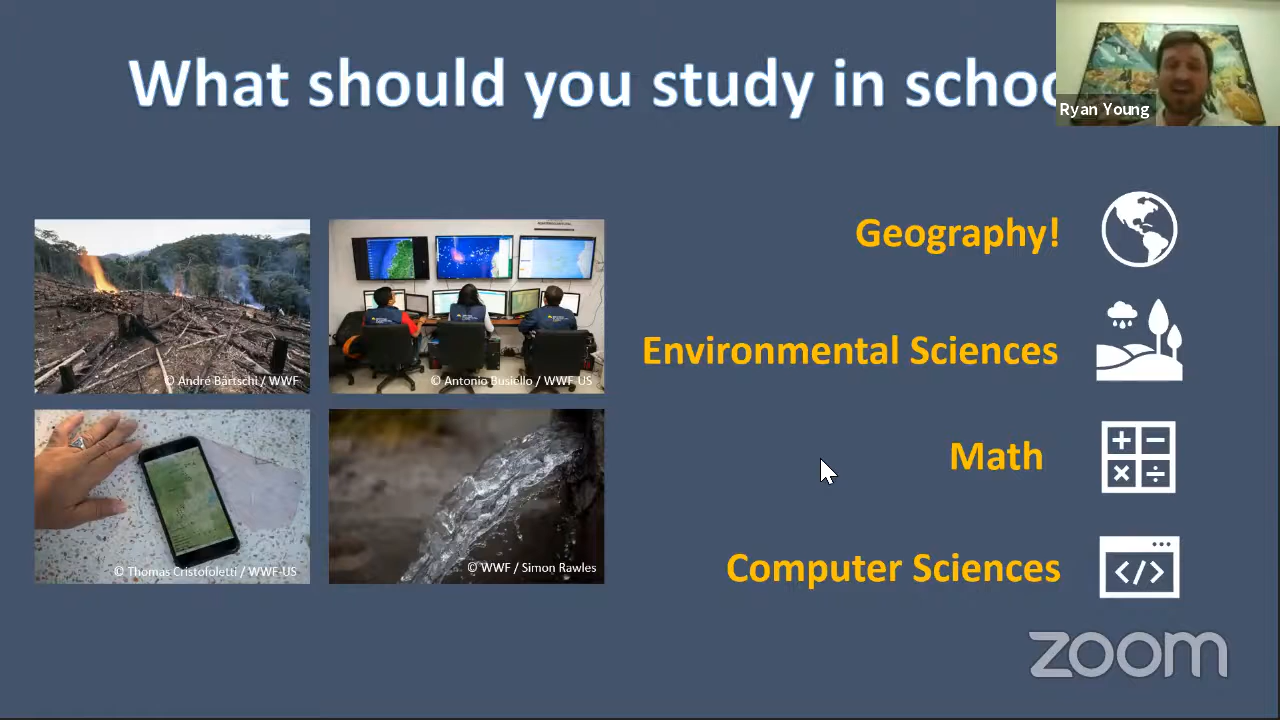 What should you study in schoo
Ryan Young
Geography!
Environmental Sciences
Math
Computer Sciences
© André Bärtschi / WWF
© Antonio Busiello / WWF-US
© Thomas Cristofoletti / WWF-US
© WWF / Simon Rawles
</>
zoom